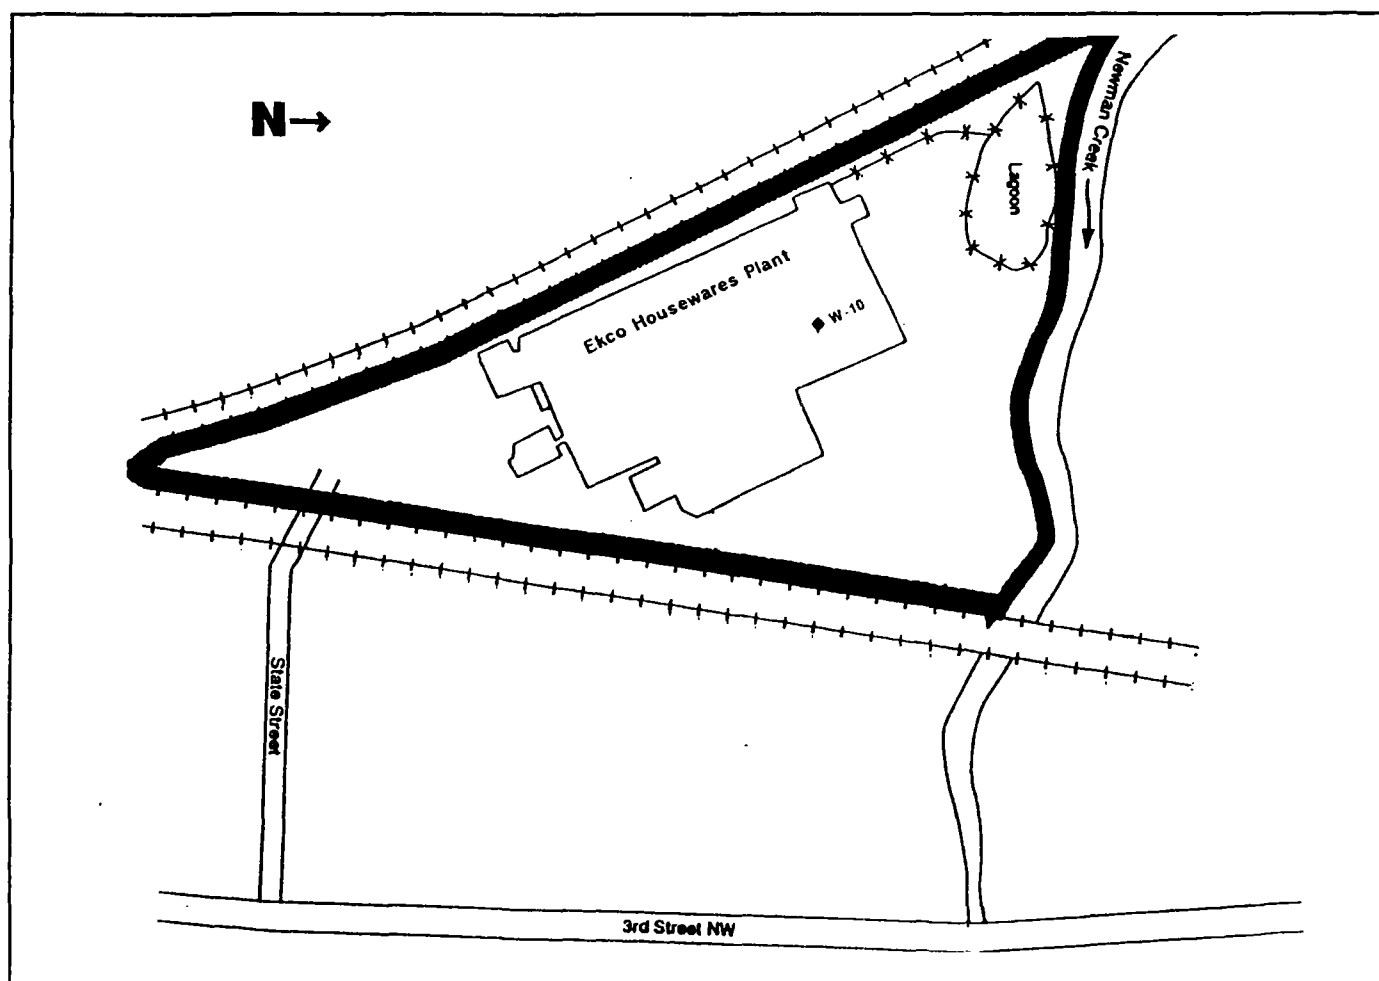 Newman Creek
N
Lagoon
Ekco Housewares Plant
W-10
State Street
3rd Street NW